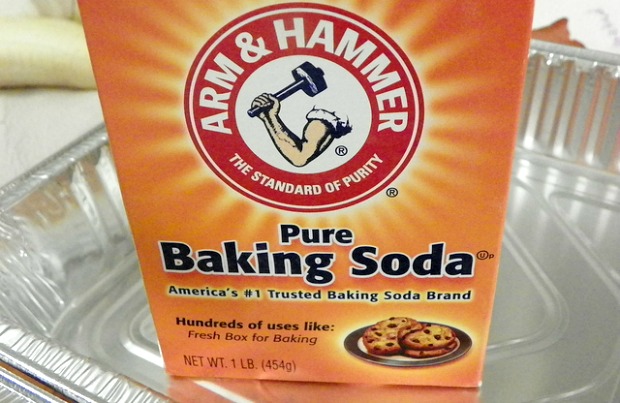 ARM & HAMMER
®
THE STANDARD OF PURITY
®
Pure
Baking Soda ⓊP
America's #1 Trusted Baking Soda Brand
Hundreds of uses like:
Fresh Box for Baking
NET WT. 1 LB. (454g)